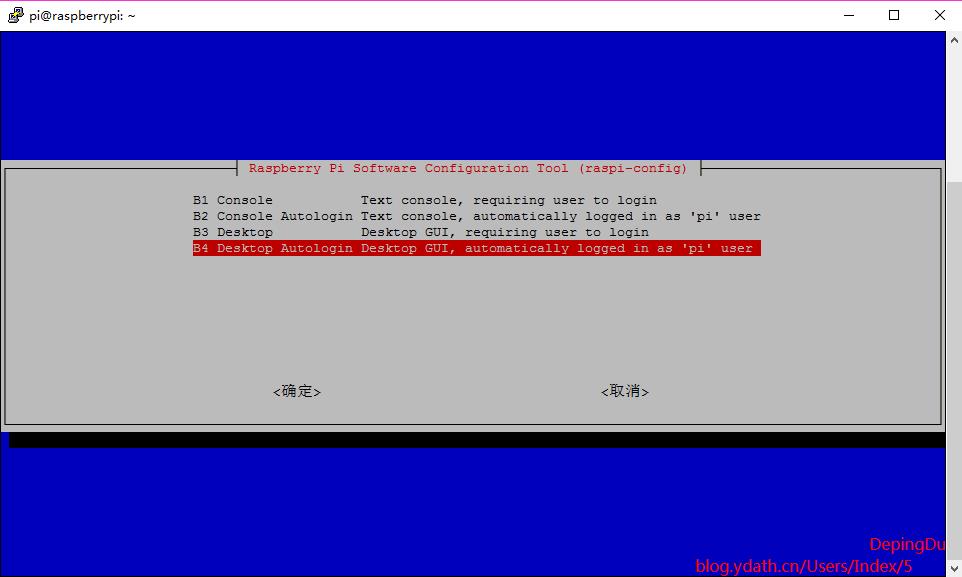 pi@raspberrypi: ~
Raspberry Pi Software Configuration Tool (raspi-config)
B1 Console Text console, requiring user to login
B2 Console Autologin Text console, automatically logged in as 'pi' user
B3 Desktop Desktop GUI, requiring user to login
B4 Desktop Autologin Desktop GUI, automatically logged in as 'pi' user
<确定> <取消>
DepingDu
blog.ydath.cn/Users/Index/5